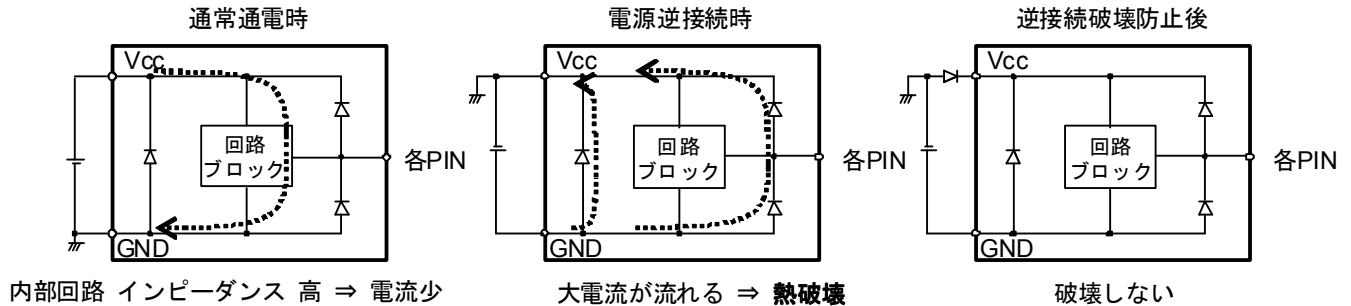 通常通電時
電源逆接続時
逆接続破壊防止後
Vcc
回路
ブロック
各PIN
GND
Vcc
回路
ブロック
各PIN
GND
Vcc
回路
ブロック
各PIN
GND
内部回路 インピーダンス 高 ⇒ 電流少
大電流が流れる ⇒ 熱破壊
破壊しない